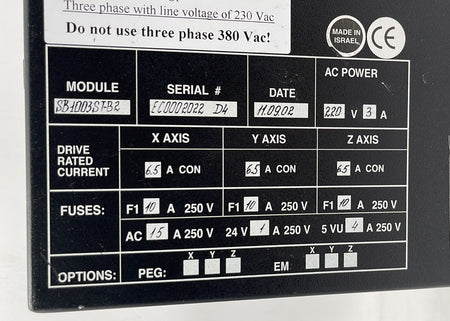 Three phase with line voltage of 230 Vac
Do not use three phase 380 Vac!
MADE IN
ISRAEL
CE
AC POWER
MODULE SERIAL # DATE
SB1003ST-B2 EC0002022 D4 11.09.02 220 V 3 A
X AXIS Y AXIS Z AXIS
DRIVE
RATED
CURRENT
6.5 A CON 6.5 A CON 6.5 A CON
FUSES: F1 10 A 250 V F1 10 A 250 V F1 10 A 250 V
AC 15 A 250 V 24 V 1 A 250 V 5 VU 4 A 250 V
X Y Z X Y Z
OPTIONS: PEG: EM